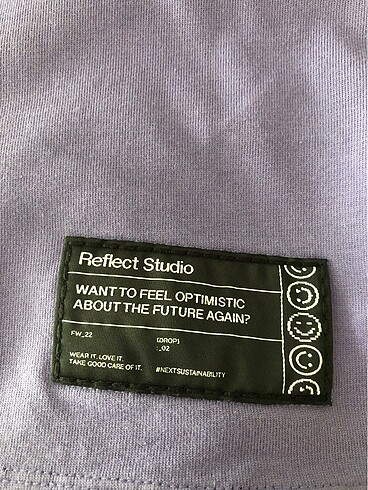 Reflect Studio
WANT TO FEEL OPTIMISTIC
ABOUT THE FUTURE AGAIN?
FW_22 [DROP]
:_02
WEAR IT. LOVE IT.
TAKE GOOD CARE OF IT. #NEXTSUSTAINABILITY